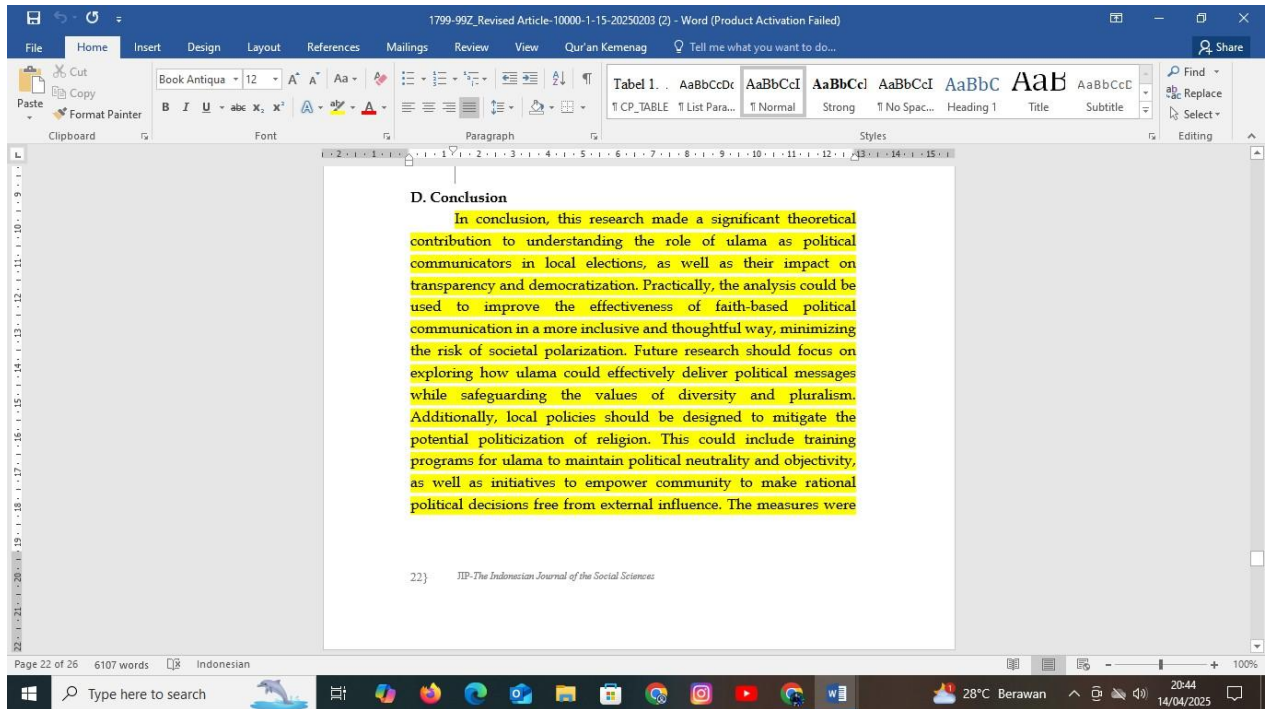 1799-99Z_Revised Article-10000-1-15-20250203 (2) - Word (Product Activation Failed)
File Home Insert Design Layout References Mailings Review View Qur'an Kemenag Tell me what you want to do... Share
Paste
Cut
Copy
Format Painter
Clipboard
Book Antiqua 12
Font
Paragraph
Tabel 1. . AaBbCcDc AaBbCcI AaBbCcl AaBbCcI AaBbC AaB AaBbCcD
¶ CP_TABLE ¶ List Para... ¶ Normal Strong ¶ No Spac... Heading 1 Title Subtitle
Styles
Find
Replace
Select
Editing
D. Conclusion
In conclusion, this research made a significant theoretical
contribution to understanding the role of ulama as political
communicators in local elections, as well as their impact on
transparency and democratization. Practically, the analysis could be
used to improve the effectiveness of faith-based political
communication in a more inclusive and thoughtful way, minimizing
the risk of societal polarization. Future research should focus on
exploring how ulama could effectively deliver political messages
while safeguarding the values of diversity and pluralism.
Additionally, local policies should be designed to mitigate the
potential politicization of religion. This could include training
programs for ulama to maintain political neutrality and objectivity,
as well as initiatives to empower community to make rational
political decisions free from external influence. The measures were
22} JIP-The Indonesian Journal of the Social Sciences
Page 22 of 26 6107 words Indonesian 100%
Type here to search 28°C Berawan 20:44
14/04/2025